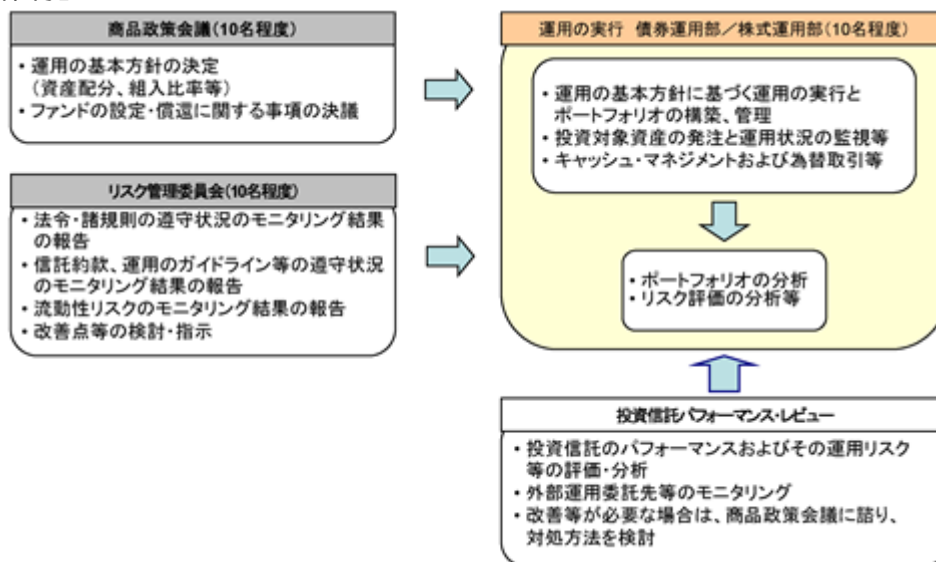 商品政策会議(10名程度)
・運用の基本方針の決定
(資産配分、組入比率等)
・ファンドの設定・償還に関する事項の決議
リスク管理委員会(10名程度)
・法令・諸規則の遵守状況のモニタリング結果
の報告
・信託約款、運用のガイドライン等の遵守状況
のモニタリング結果の報告
・流動性リスクのモニタリング結果の報告
・改善点等の検討・指示
運用の実行 債券運用部/株式運用部(10名程度)
・運用の基本方針に基づく運用の実行と
ポートフォリオの構築、管理
・投資対象資産の発注と運用状況の監視等
・キャッシュ・マネジメントおよび為替取引等
・ポートフォリオの分析
・リスク評価の分析等
投資信託パフォーマンス・レビュー
・投資信託のパフォーマンスおよびその運用リスク
等の評価・分析
・外部運用委託先等のモニタリング
・改善等が必要な場合は、商品政策会議に諮り、
対処方法を検討